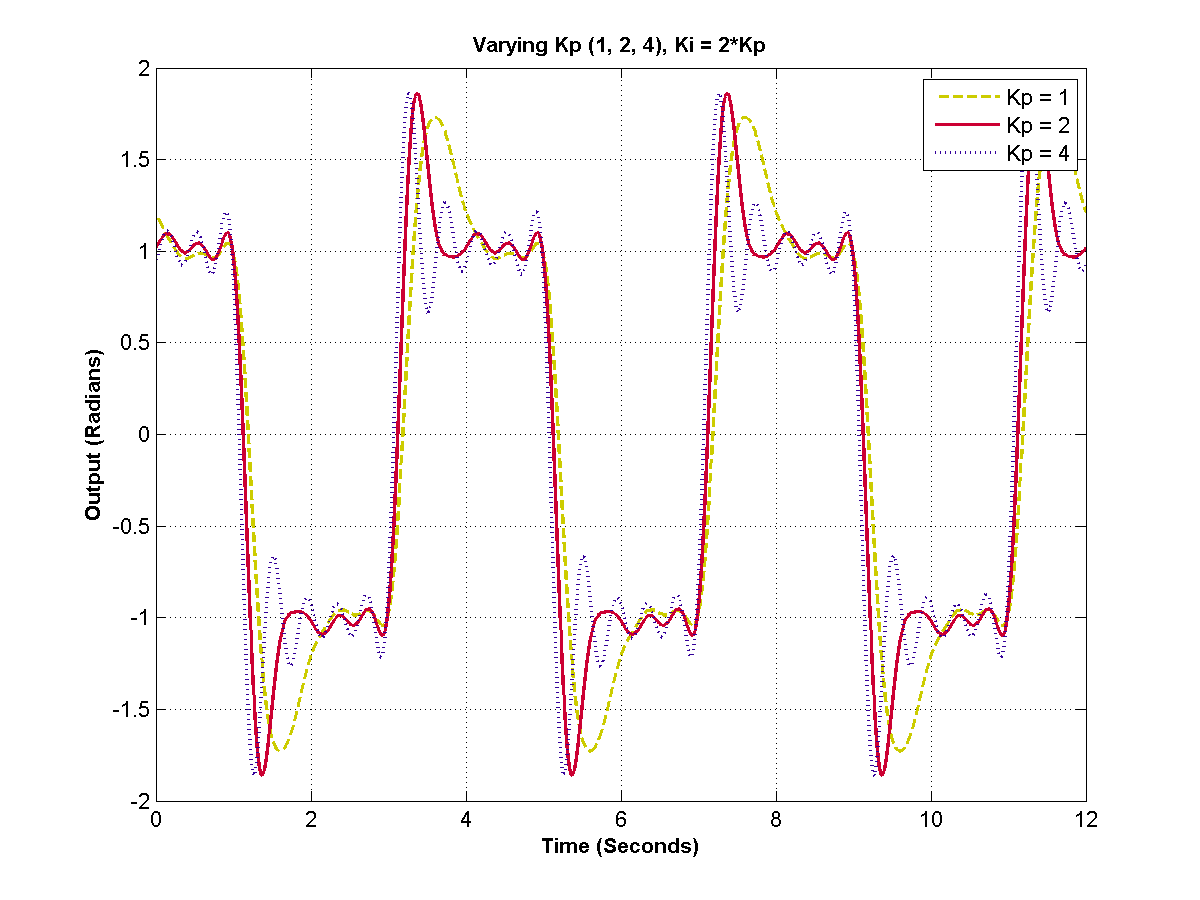 Varying Kp (1, 2, 4), Ki = 2*Kp
Kp = 1
Kp = 2
Kp = 4
2
1.5
1
0.5
0
-0.5
-1
-1.5
-2
Output (Radians)
0 2 4 6 8 10 12
Time (Seconds)